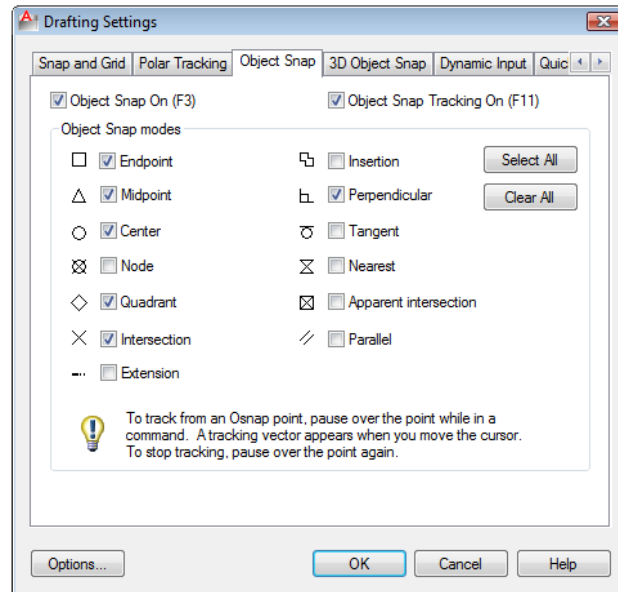 Drafting Settings
Snap and Grid Polar Tracking Object Snap 3D Object Snap Dynamic Input Quic
Object Snap On (F3) Object Snap Tracking On (F11)
Object Snap modes
Endpoint Insertion Select All
Midpoint Perpendicular Clear All
Center Tangent
Node Nearest
Quadrant Apparent intersection
Intersection Parallel
Extension
To track from an Osnap point, pause over the point while in a
command. A tracking vector appears when you move the cursor.
To stop tracking, pause over the point again.
Options... OK Cancel Help